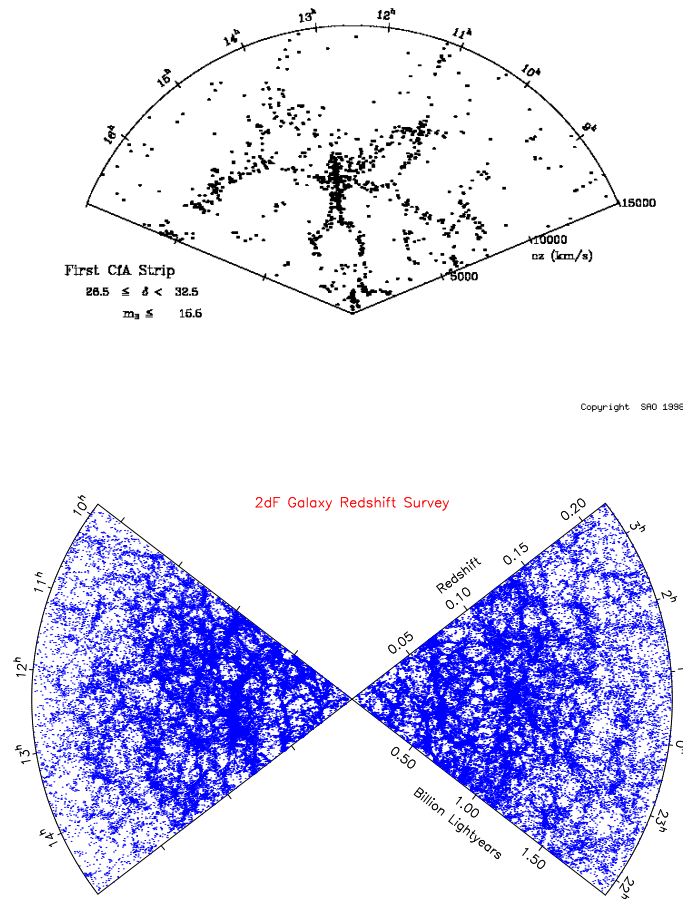 13ʰ 12ʰ
14ʰ 11ʰ
15ʰ 10ʰ
16ʰ 9ʰ
15000
10000
cz (km/s)
5000
First CfA Strip
26.5 ≤ δ < 32.5
m_B ≤ 15.5
Copyright SAO 1998
2dF Galaxy Redshift Survey
10ʰ
11ʰ
12ʰ
13ʰ
14ʰ
Redshift
0.05
0.10
0.15
0.20
3ʰ
2ʰ
23ʰ
22ʰ
0.50
1.00
1.50
Billion Lightyears